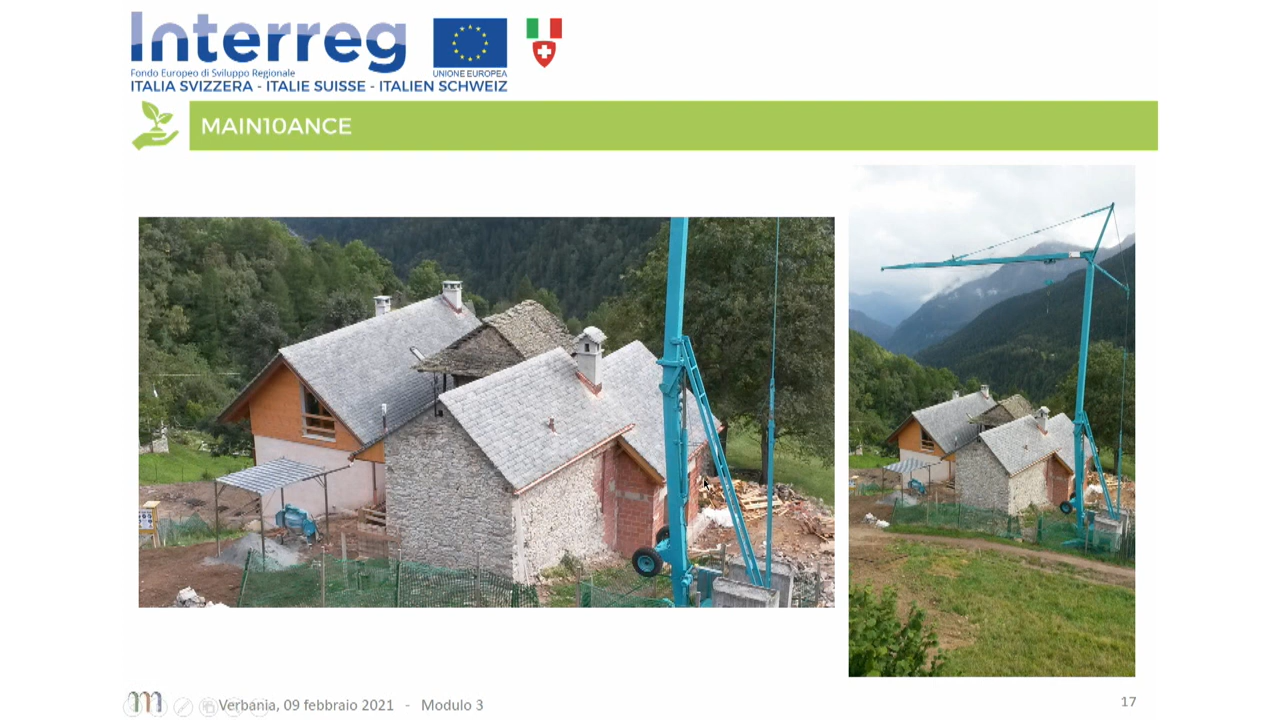 Interreg
Fondo Europeo di Sviluppo Regionale
UNIONE EUROPEA
ITALIA SVIZZERA - ITALIE SUISSE - ITALIEN SCHWEIZ
MAIN10ANCE
m Verbania, 09 febbraio 2021 - Modulo 3
17